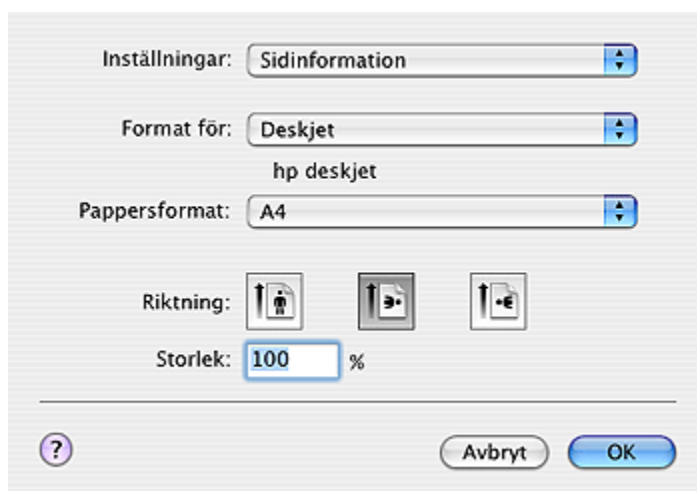 Inställningar: Sidinformation
Format för: Deskjet
hp deskjet
Pappersformat: A4
Riktning:
Storlek: 100 %
? Avbryt OK